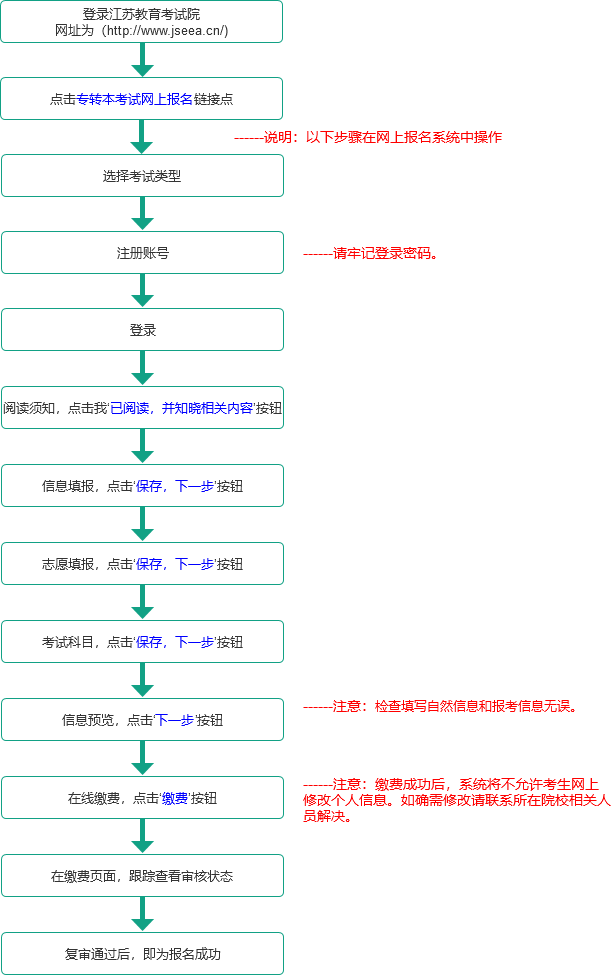 登录江苏教育考试院
网址为（http://www.jseea.cn/)
点击专转本考试网上报名链接点
------说明：以下步骤在网上报名系统中操作
选择考试类型
注册账号
------请牢记登录密码。
登录
阅读须知，点击我'已阅读，并知晓相关内容'按钮
信息填报，点击'保存，下一步'按钮
志愿填报，点击'保存，下一步'按钮
考试科目，点击'保存，下一步'按钮
信息预览，点击'下一步'按钮
------注意：检查填写自然信息和报考信息无误。
在线缴费，点击'缴费'按钮
------注意：缴费成功后，系统将不允许考生网上
修改个人信息。如确需修改请联系所在院校相关人
员解决。
在缴费页面，跟踪查看审核状态
复审通过后，即为报名成功